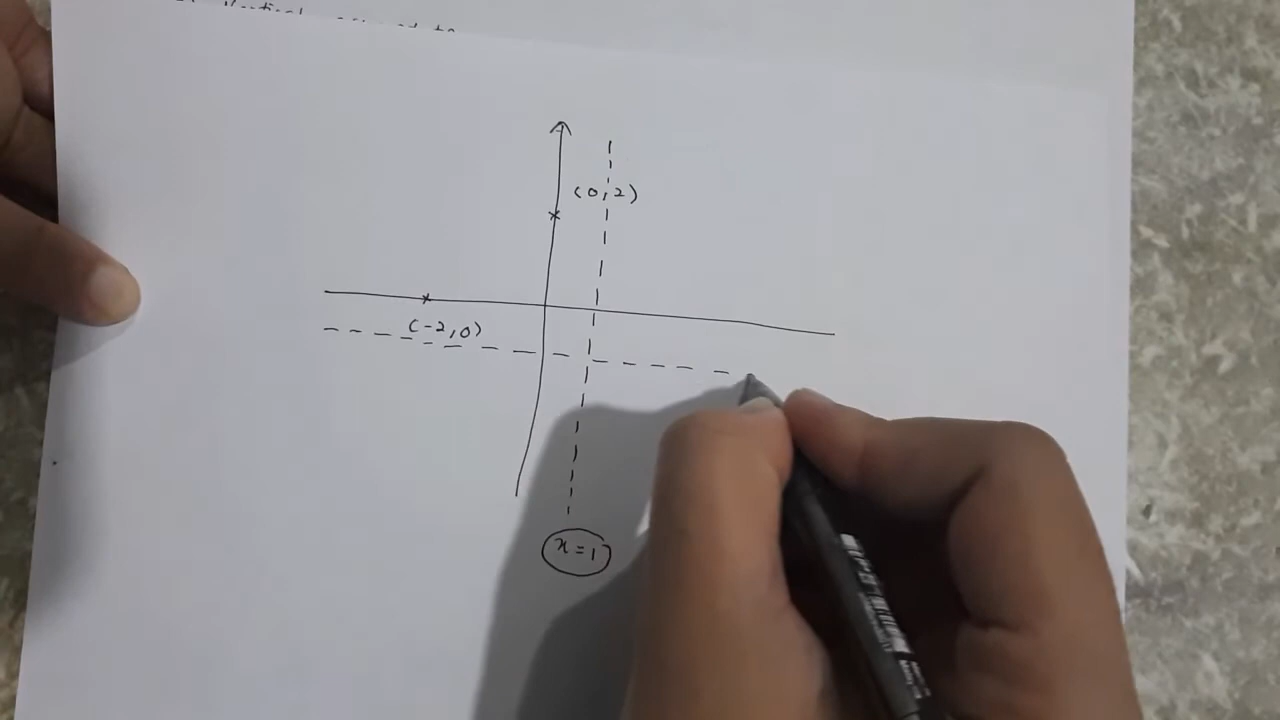 (0,2)
(-2,0)
x=1